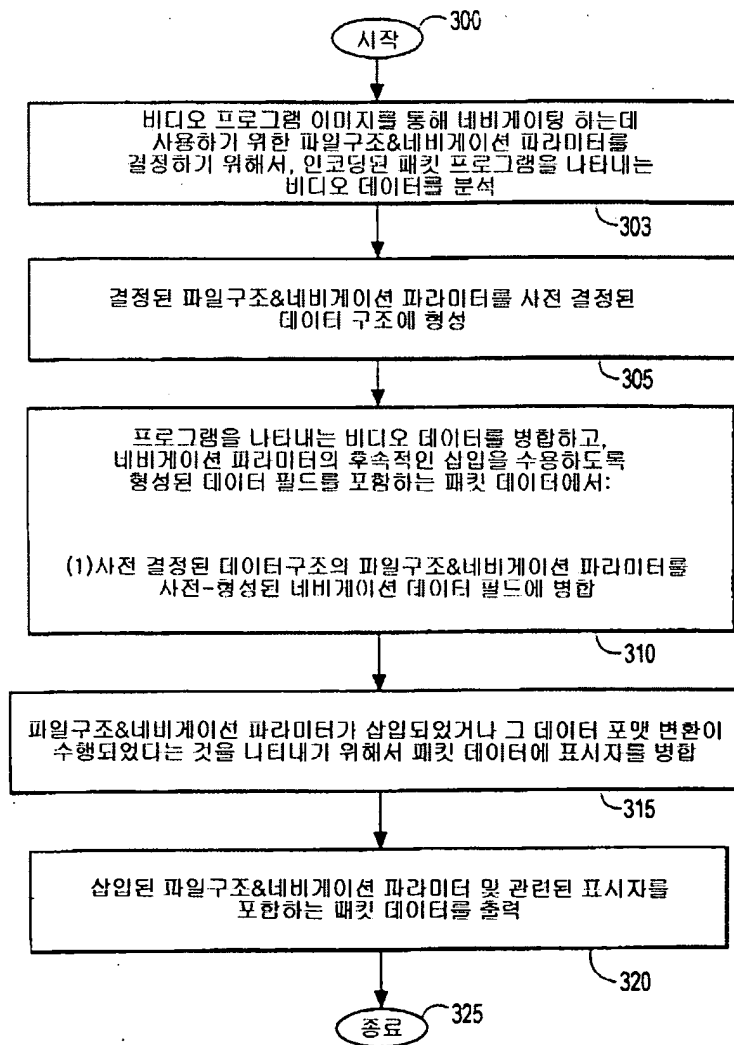 시작
300
비디오 프로그램 이미지를 통해 네비게이팅 하는데
사용하기 위한 파일구조&네비게이션 파라미터를
결정하기 위해서, 인코딩된 패킷 프로그램을 나타내는
비디오 데이터를 분석
303
결정된 파일구조&네비게이션 파라미터를 사전 결정된
데이터 구조에 형성
305
프로그램을 나타내는 비디오 데이터를 병합하고,
네비게이션 파라미터의 후속적인 삽입을 수용하도록
형성된 데이터 필드를 포함하는 패킷 데이터에서:
(1)사전 결정된 데이터구조의 파일구조&네비게이션 파라미터를
사전-형성된 네비게이션 데이터 필드에 병합
310
파일구조&네비게이션 파라미터가 삽입되었거나 그 데이터 포맷 변환이
수행되었다는 것을 나타내기 위해서 패킷 데이터에 표시자를 병합
315
삽입된 파일구조&네비게이션 파라미터 및 관련된 표시자를
포함하는 패킷 데이터를 출력
320
종료
325